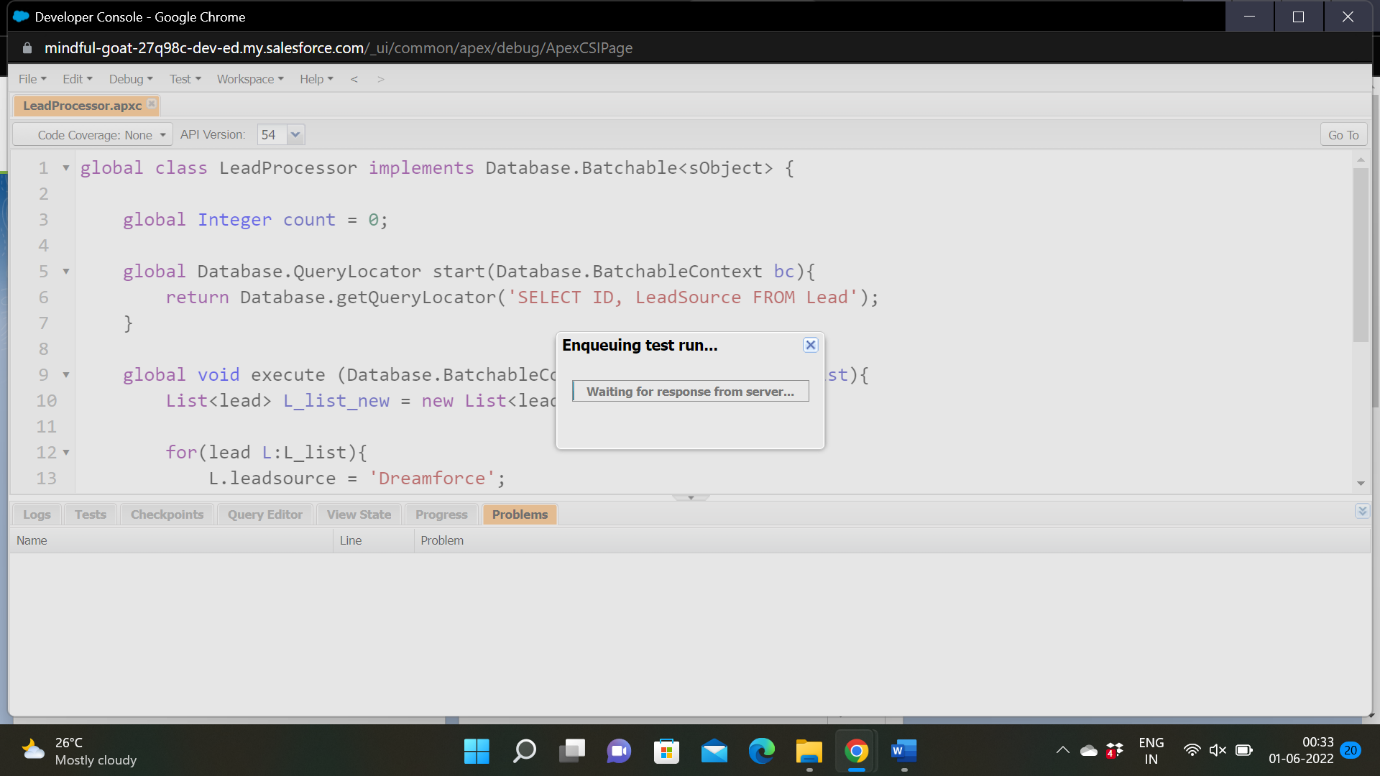 Developer Console - Google Chrome
mindful-goat-27q98c-dev-ed.my.salesforce.com/_ui/common/apex/debug/ApexCSIPage
File Edit Debug Test Workspace Help < >
LeadProcessor.apxc
Code Coverage: None API Version: 54 Go To
1 global class LeadProcessor implements Database.Batchable<sObject> {
2
3 global Integer count = 0;
4
5 global Database.QueryLocator start(Database.BatchableContext bc){
6 return Database.getQueryLocator('SELECT ID, LeadSource FROM Lead');
7 }
8
9 global void execute (Database.BatchableCo st){
10 List<lead> L_list_new = new List<lead
11
12 for(lead L:L_list){
13 L.leadsource = 'Dreamforce';
Enqueuing test run...
Waiting for response from server...
Logs Tests Checkpoints Query Editor View State Progress Problems
Name Line Problem
26°C
Mostly cloudy
ENG
IN
00:33
01-06-2022
20
4